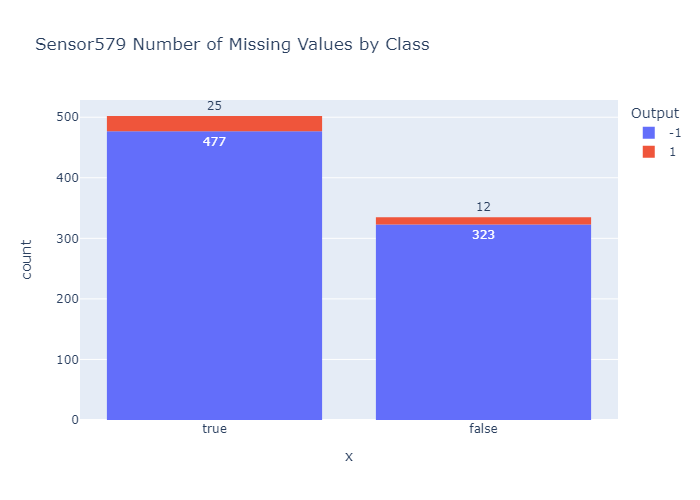 Sensor579 Number of Missing Values by Class
Output
-1
1
count
500
400
300
200
100
0
25
477
12
323
true
false
x